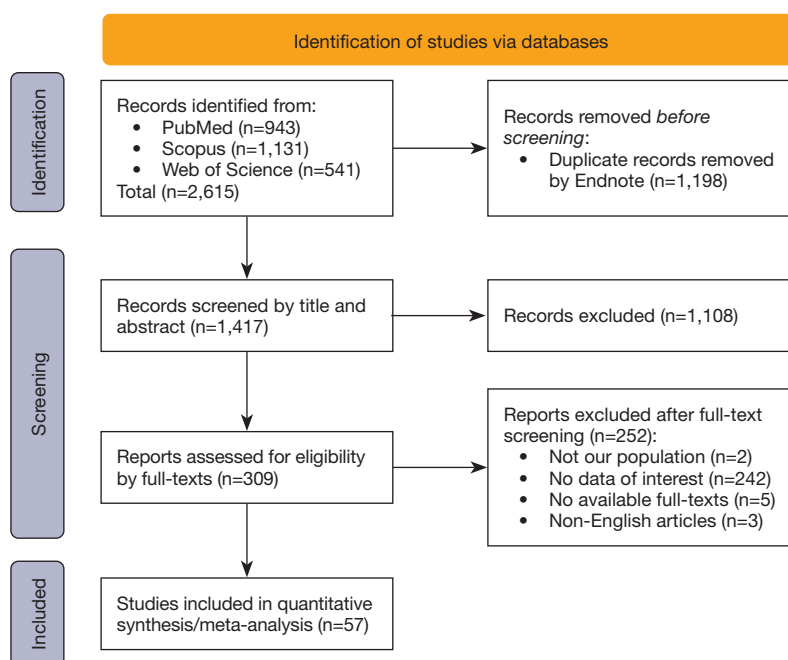 Identification of studies via databases
Identification
Records identified from:
• PubMed (n=943)
• Scopus (n=1,131)
• Web of Science (n=541)
Total (n=2,615)
Records removed before
screening:
• Duplicate records removed
by Endnote (n=1,198)
Screening
Records screened by title and
abstract (n=1,417)
Records excluded (n=1,108)
Reports assessed for eligibility
by full-texts (n=309)
Reports excluded after full-text
screening (n=252):
• Not our population (n=2)
• No data of interest (n=242)
• No available full-texts (n=5)
• Non-English articles (n=3)
Included
Studies included in quantitative
synthesis/meta-analysis (n=57)